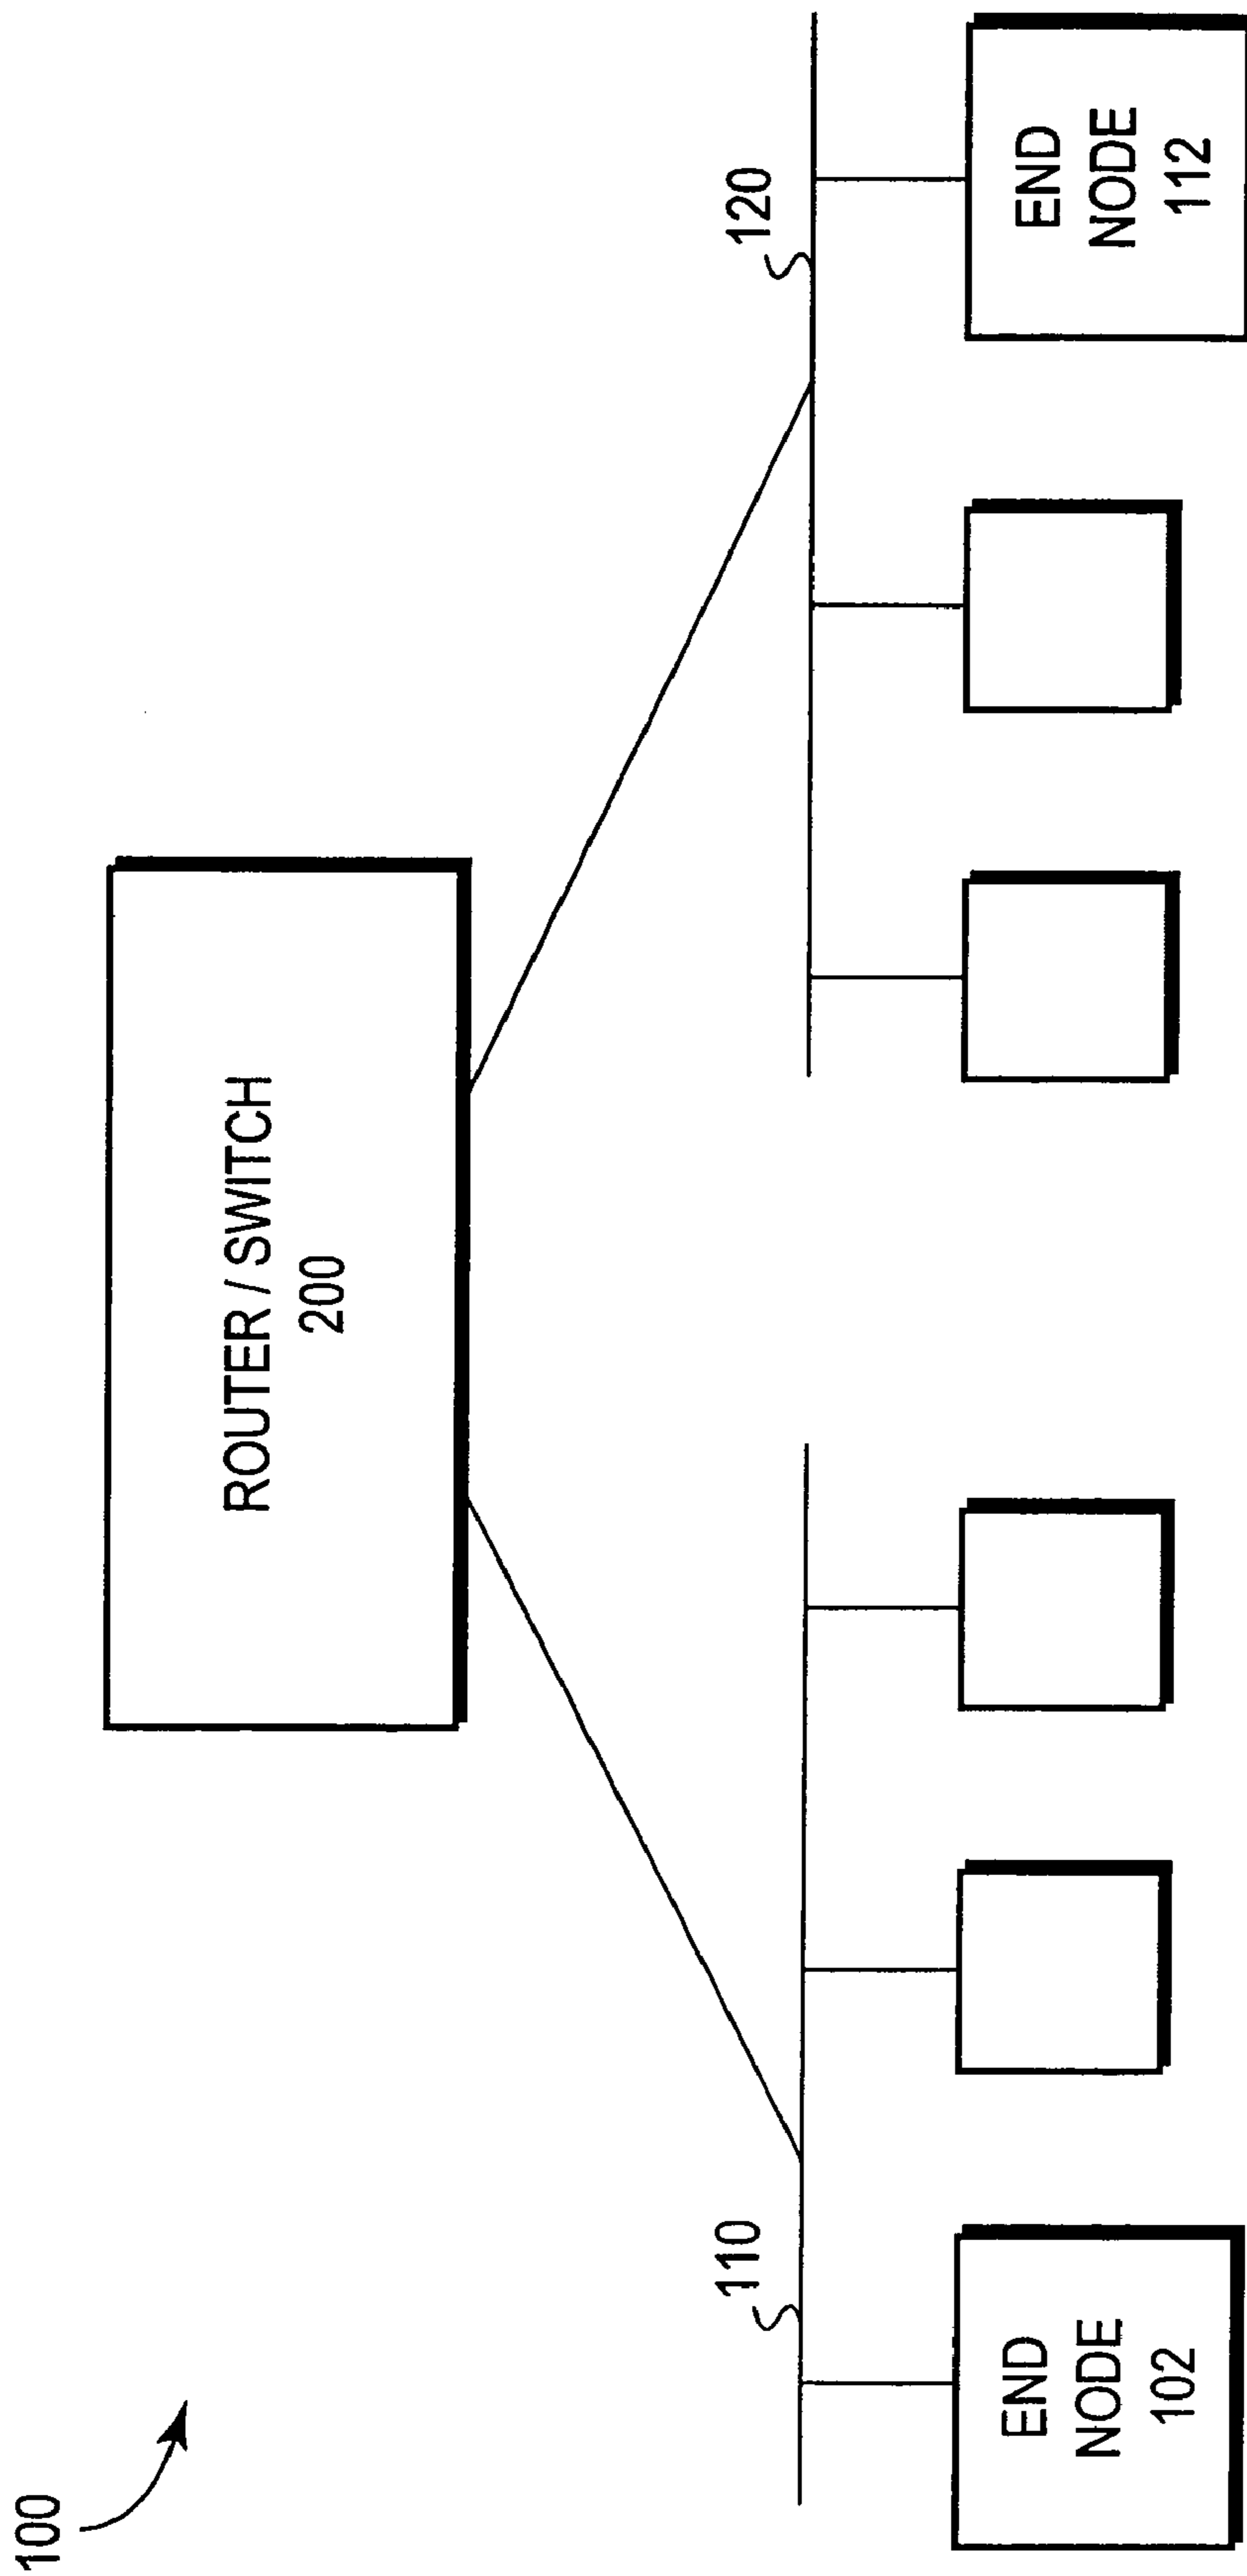 100
ROUTER / SWITCH
200
110
120
END
NODE
102
END
NODE
112